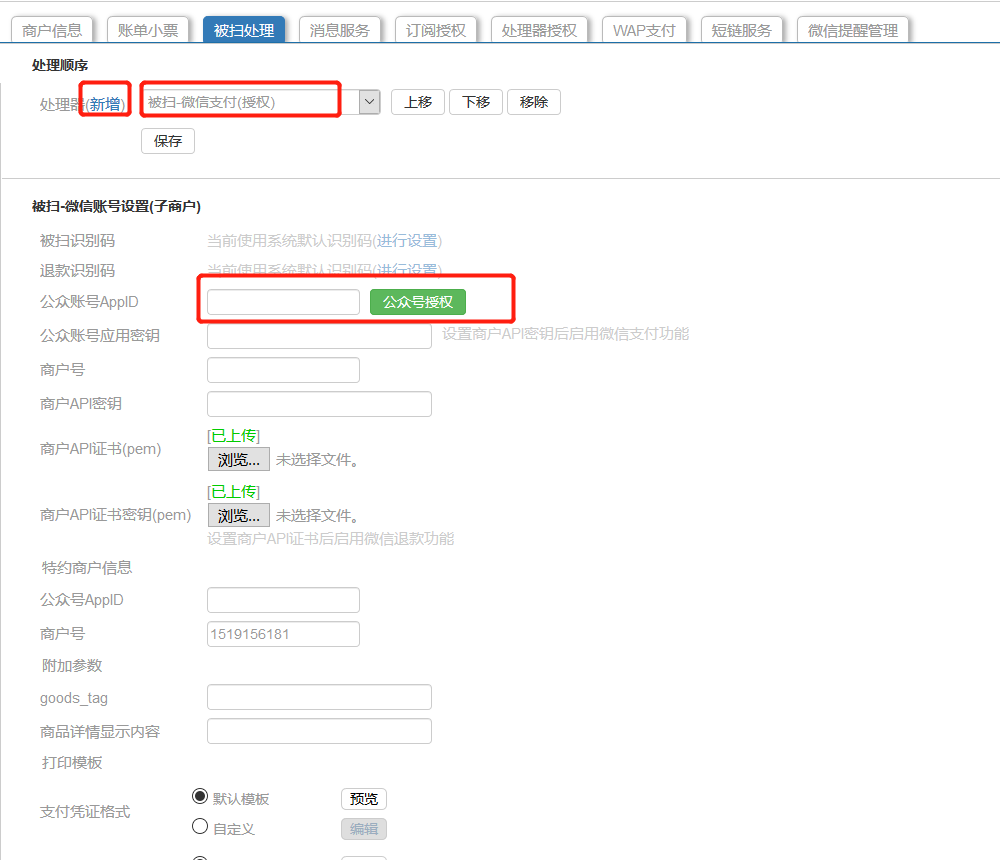 商户信息 账单小票 被扫处理 消息服务 订阅授权 处理器授权 WAP支付 短链服务 微信提醒管理
处理顺序
处理器(新增) 被扫-微信支付(授权) 上移 下移 移除
保存
被扫-微信账号设置(子商户)
被扫识别码 当前使用系统默认识别码(进行设置)
退款识别码 当前使用系统默认识别码(进行设置)
公众账号AppID 公众号授权
公众账号应用密钥 设置商户API密钥后启用微信支付功能
商户号
商户API密钥
[已上传]
商户API证书(pem) 浏览... 未选择文件。
[已上传]
商户API证书密钥(pem) 浏览... 未选择文件。
设置商户API证书后启用微信退款功能
特约商户信息
公众号AppID
商户号 1519156181
附加参数
goods_tag
商品详情显示内容
打印模板
支付凭证格式 默认模板 预览
自定义 编辑